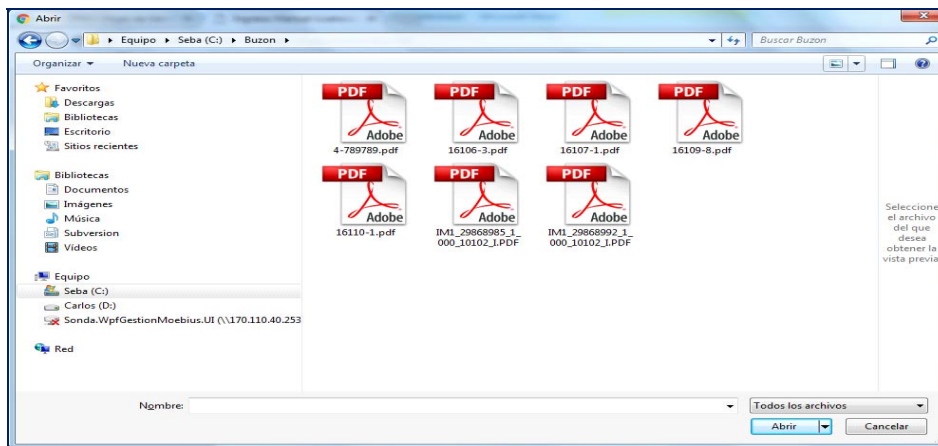 Abrir
Equipo Seba (C:) Buzon
Buscar Buzon
Organizar Nueva carpeta
Favoritos
Descargas
Bibliotecas
Escritorio
Sitios recientes
Bibliotecas
Documentos
Imágenes
Música
Subversion
Vídeos
Equipo
Seba (C:)
Carlos (D:)
Sonda.WpfGestionMoebius.UI (\\170.110.40.253
Red
PDF PDF PDF PDF
Adobe Adobe Adobe Adobe
4-789789.pdf 16106-3.pdf 16107-1.pdf 16109-8.pdf
PDF PDF PDF
Adobe Adobe Adobe
16110-1.pdf IM1_29868985_1_ IM1_29868992_1_
000_10102_I.PDF 000_10102_I.PDF
Seleccione
el archivo
del que
desea
obtener la
vista previa
Nombre: Todos los archivos
Abrir Cancelar